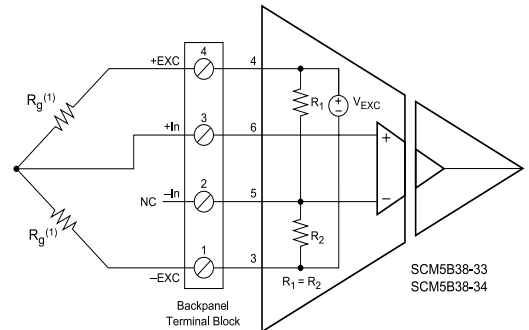 +EXC
4
4
Rg(1)
R1
VEXC
+
−
+In
3
6
+
−In
NC
2
5
−
Rg(1)
R2
1
3
−EXC
R1 = R2
SCM5B38-33
SCM5B38-34
Backpanel
Terminal Block